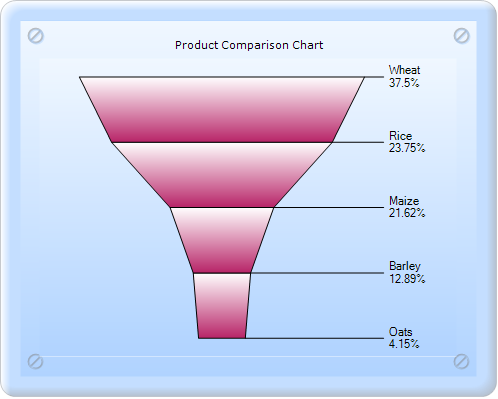 Product Comparison Chart
Wheat
37.5%
Rice
23.75%
Maize
21.62%
Barley
12.89%
Oats
4.15%